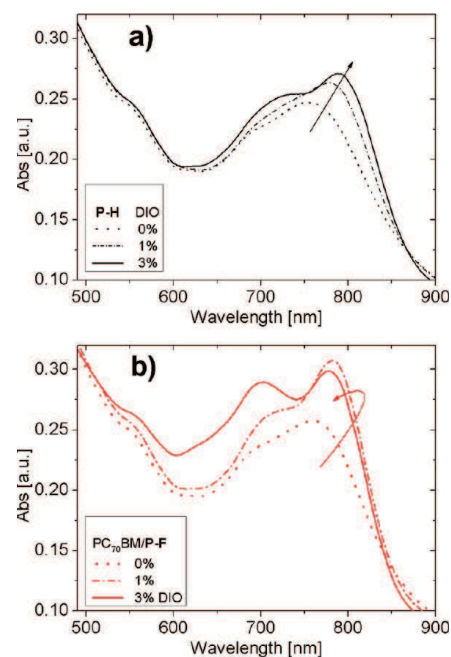 a)
0.30
0.25
0.20
0.15
0.10
Abs [a.u.]
P-H DIO
0%
1%
3%
500 600 700 800 900
Wavelength [nm]
b)
0.30
0.25
0.20
0.15
0.10
Abs [a.u.]
PC70BM/P-F
0%
1%
3% DIO
500 600 700 800 900
Wavelength [nm]